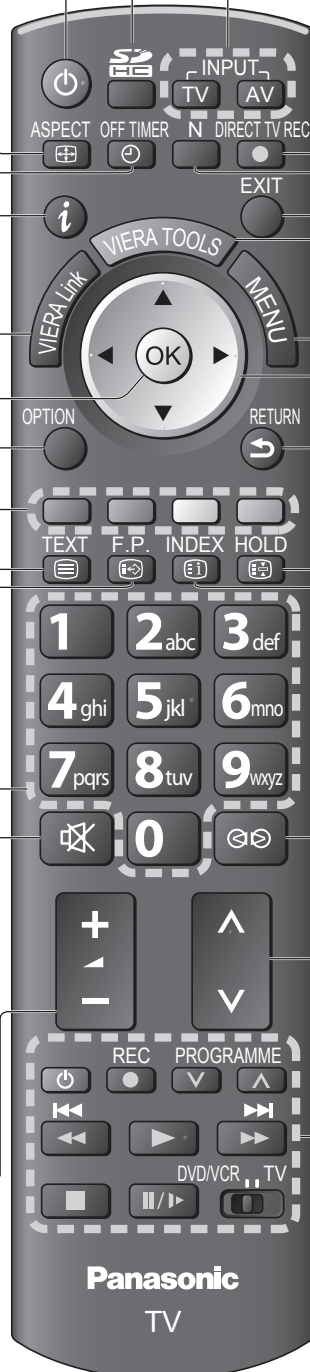 SD
HC
INPUT
TV AV
ASPECT OFF TIMER N DIRECT TV REC
EXIT
i
VIERA TOOLS
VIERA Link
MENU
OK
OPTION RETURN
TEXT F.P. INDEX HOLD
1 2abc 3def
4ghi 5jkl 6mno
7pqrs 8tuv 9wxyz
0
REC PROGRAMME
DVD/VCR TV
Panasonic
TV